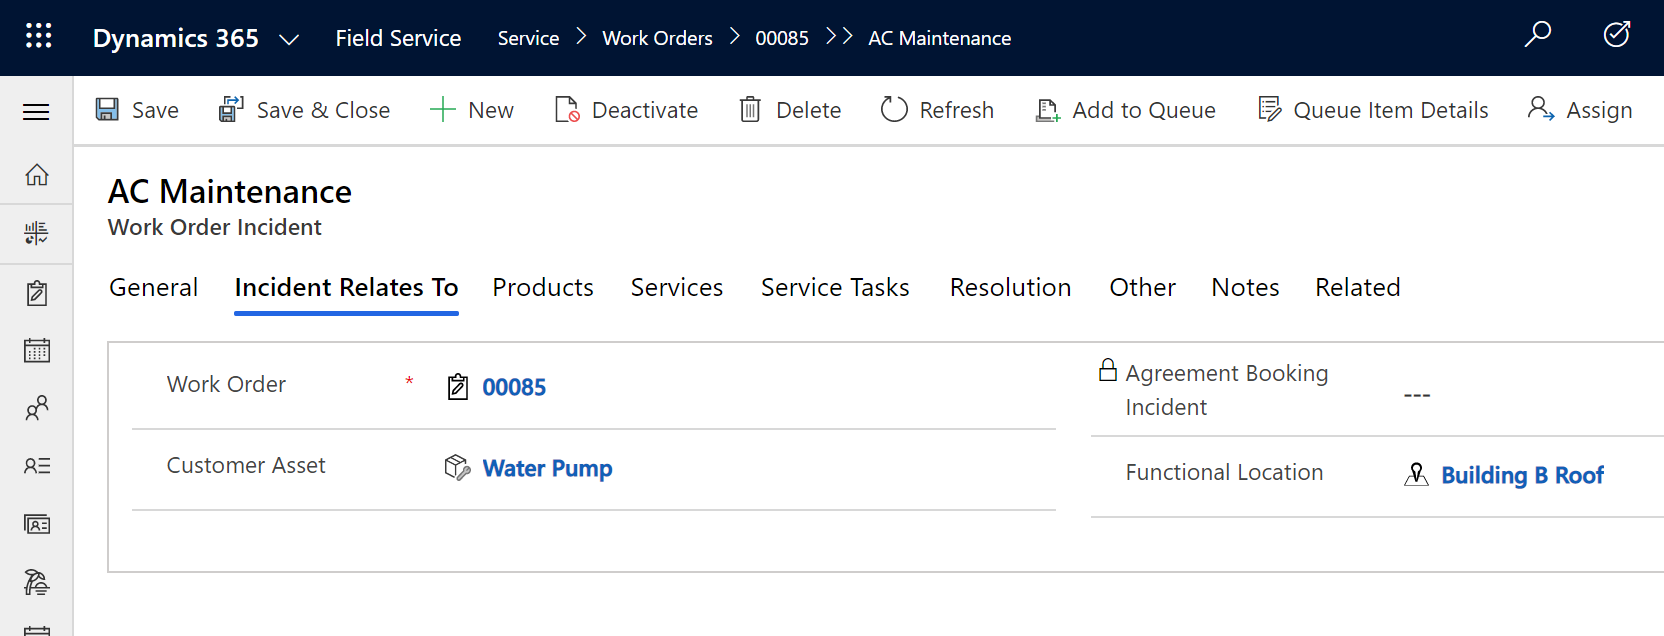 Dynamics 365 Field Service Service Work Orders 00085 AC Maintenance
Save Save & Close New Deactivate Delete Refresh Add to Queue Queue Item Details Assign
AC Maintenance
Work Order Incident
General Incident Relates To Products Services Service Tasks Resolution Other Notes Related
Work Order * 00085
Customer Asset Water Pump
Agreement Booking
Incident ---
Functional Location Building B Roof